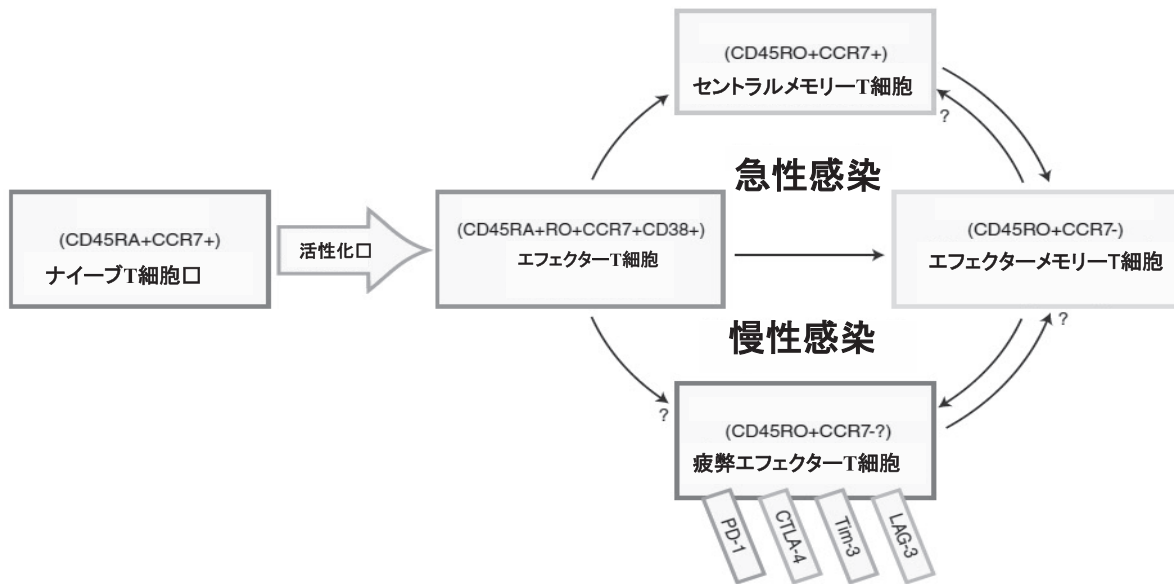 (CD45RO+CCR7+)
セントラルメモリーT細胞
?
急性感染
(CD45RA+CCR7+)
ナイーブT細胞口
活性化口
(CD45RA+RO+CCR7+CD38+)
エフェクターT細胞
(CD45RO+CCR7-)
エフェクターメモリーT細胞
慢性感染
?
?
(CD45RO+CCR7-?)
疲弊エフェクターT細胞
PD-1
CTLA-4
Tim-3
LAG-3